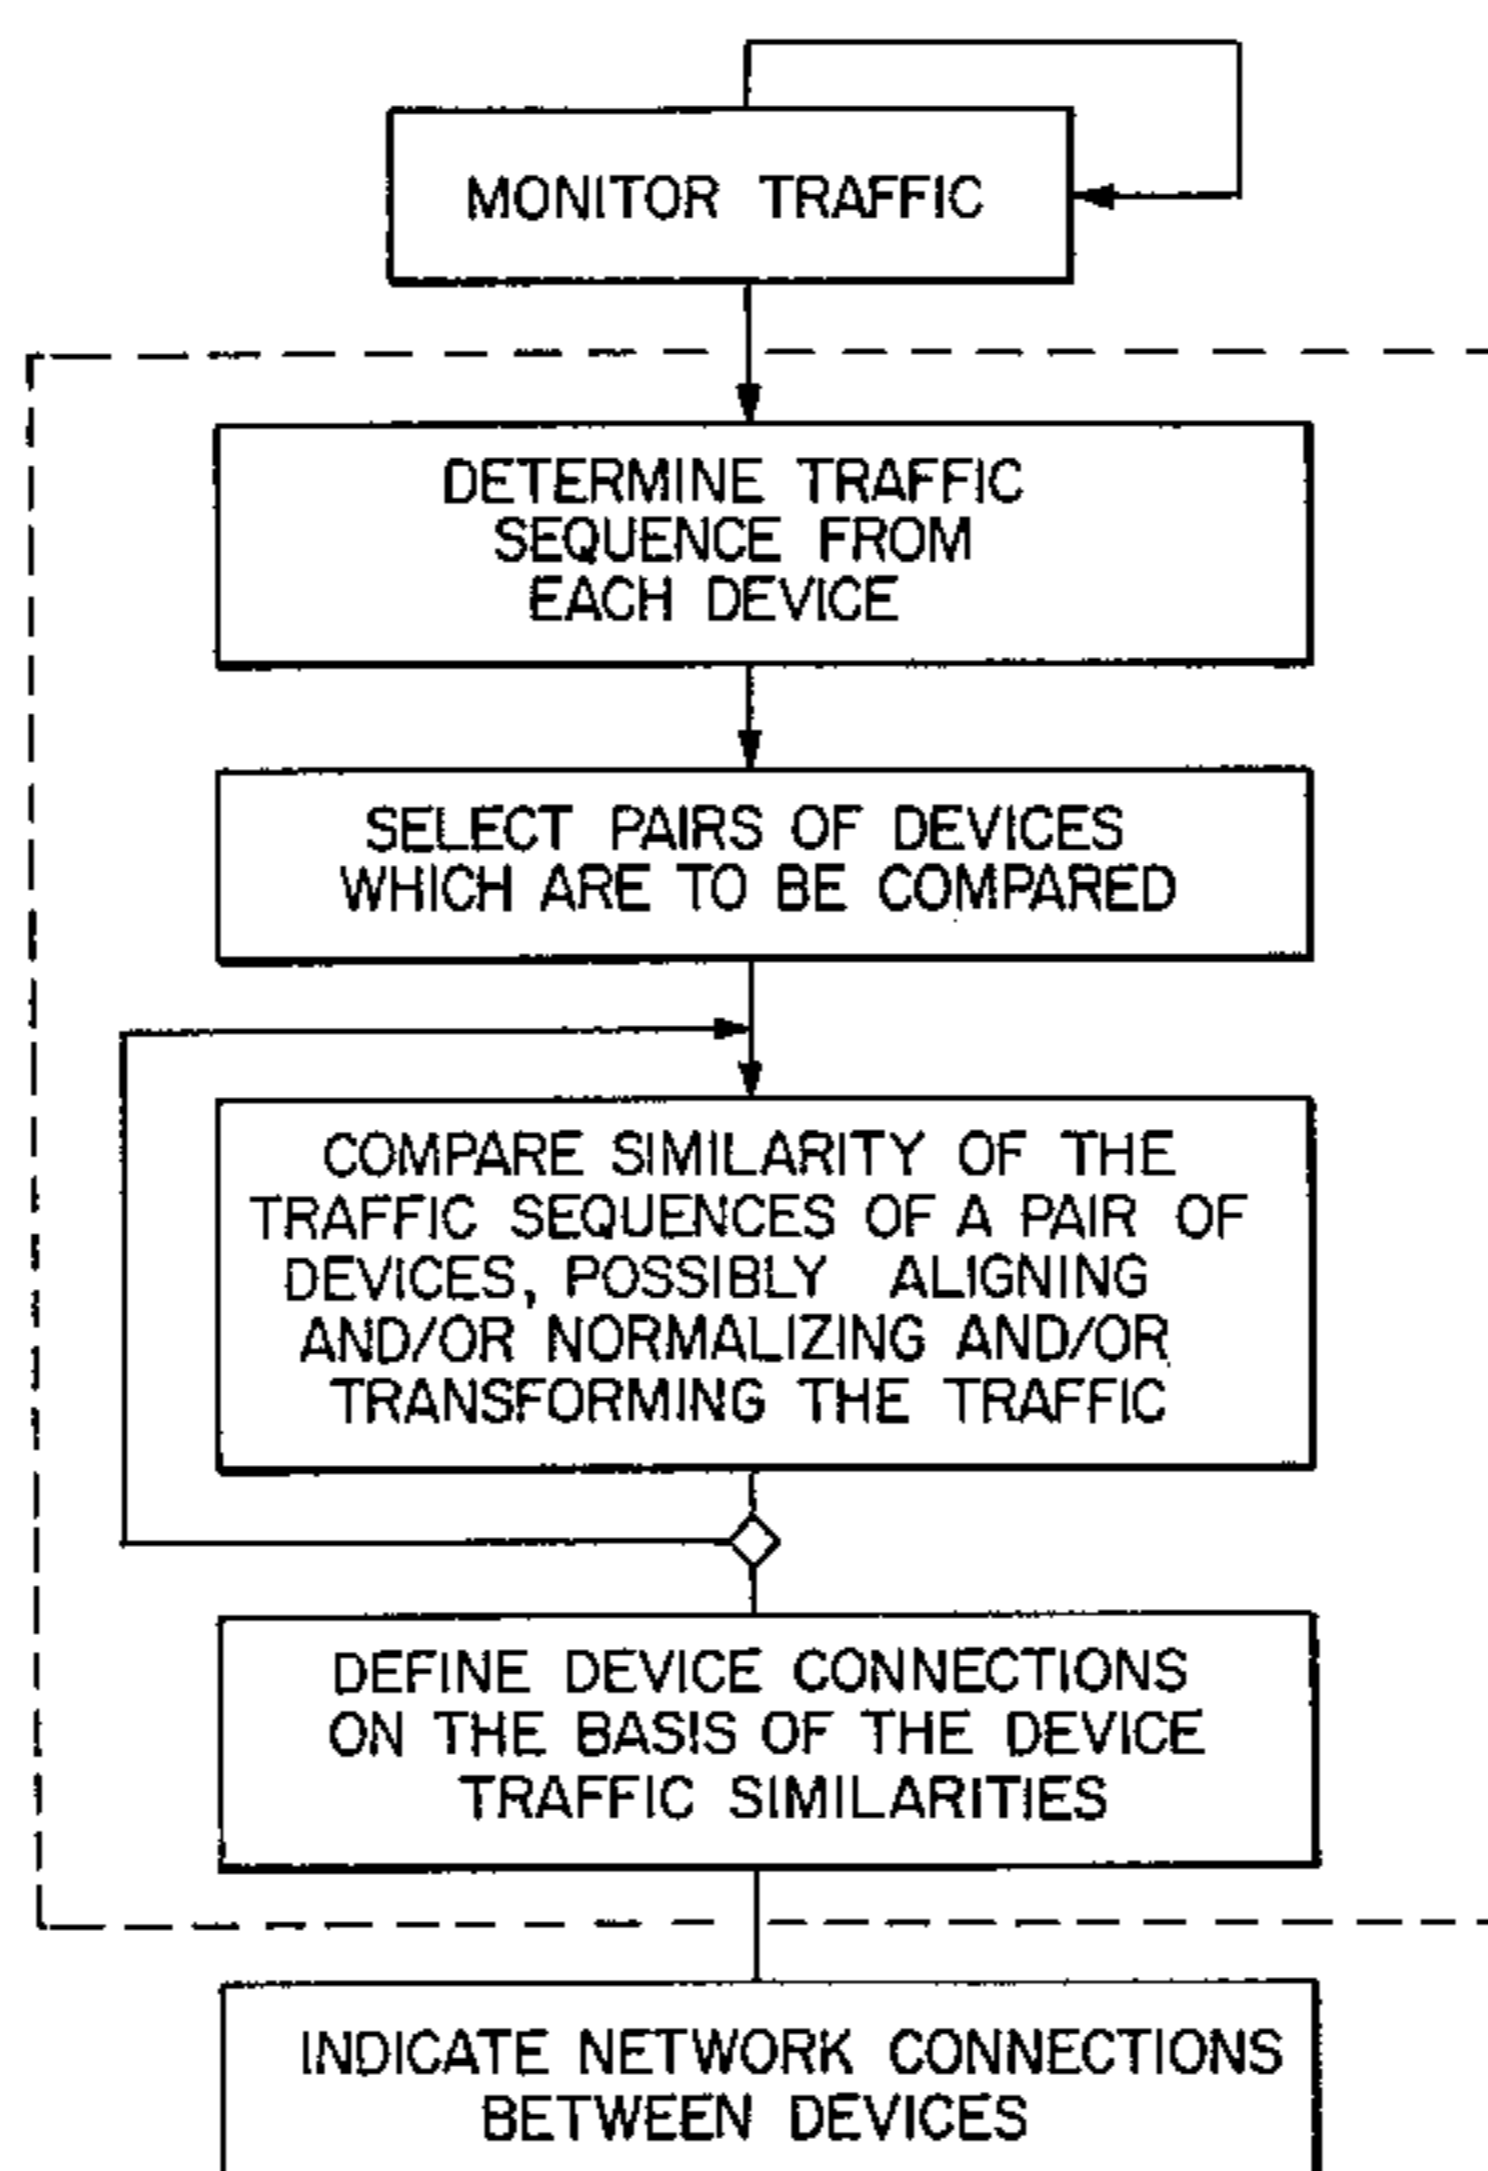 MONITOR TRAFFIC
DETERMINE TRAFFIC
SEQUENCE FROM
EACH DEVICE
SELECT PAIRS OF DEVICES
WHICH ARE TO BE COMPARED
COMPARE SIMILARITY OF THE
TRAFFIC SEQUENCES OF A PAIR OF
DEVICES, POSSIBLY ALIGNING
AND/OR NORMALIZING AND/OR
TRANSFORMING THE TRAFFIC
DEFINE DEVICE CONNECTIONS
ON THE BASIS OF THE DEVICE
TRAFFIC SIMILARITIES
INDICATE NETWORK CONNECTIONS
BETWEEN DEVICES